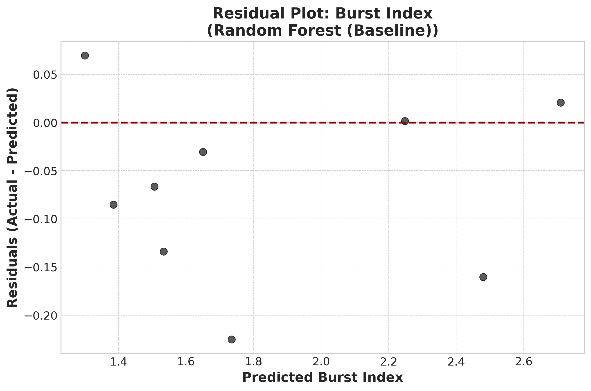 Residual Plot: Burst Index
(Random Forest (Baseline))
Residuals (Actual - Predicted)
0.05
0.00
−0.05
−0.10
−0.15
−0.20
1.4 1.6 1.8 2.0 2.2 2.4 2.6
Predicted Burst Index